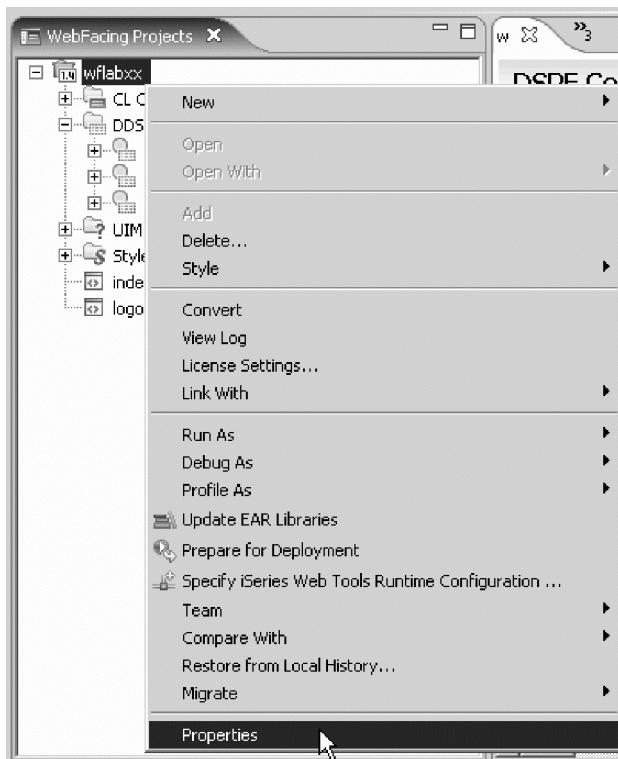 WebFacing Projects
w
3
wflabxx
DSPE Co
CL C
DDS
UIM
Style
inde
logo
New
Open
Open With
Add
Delete...
Style
Convert
View Log
License Settings...
Link With
Run As
Debug As
Profile As
Update EAR Libraries
Prepare for Deployment
Specify iSeries Web Tools Runtime Configuration ...
Team
Compare With
Restore from Local History...
Migrate
Properties